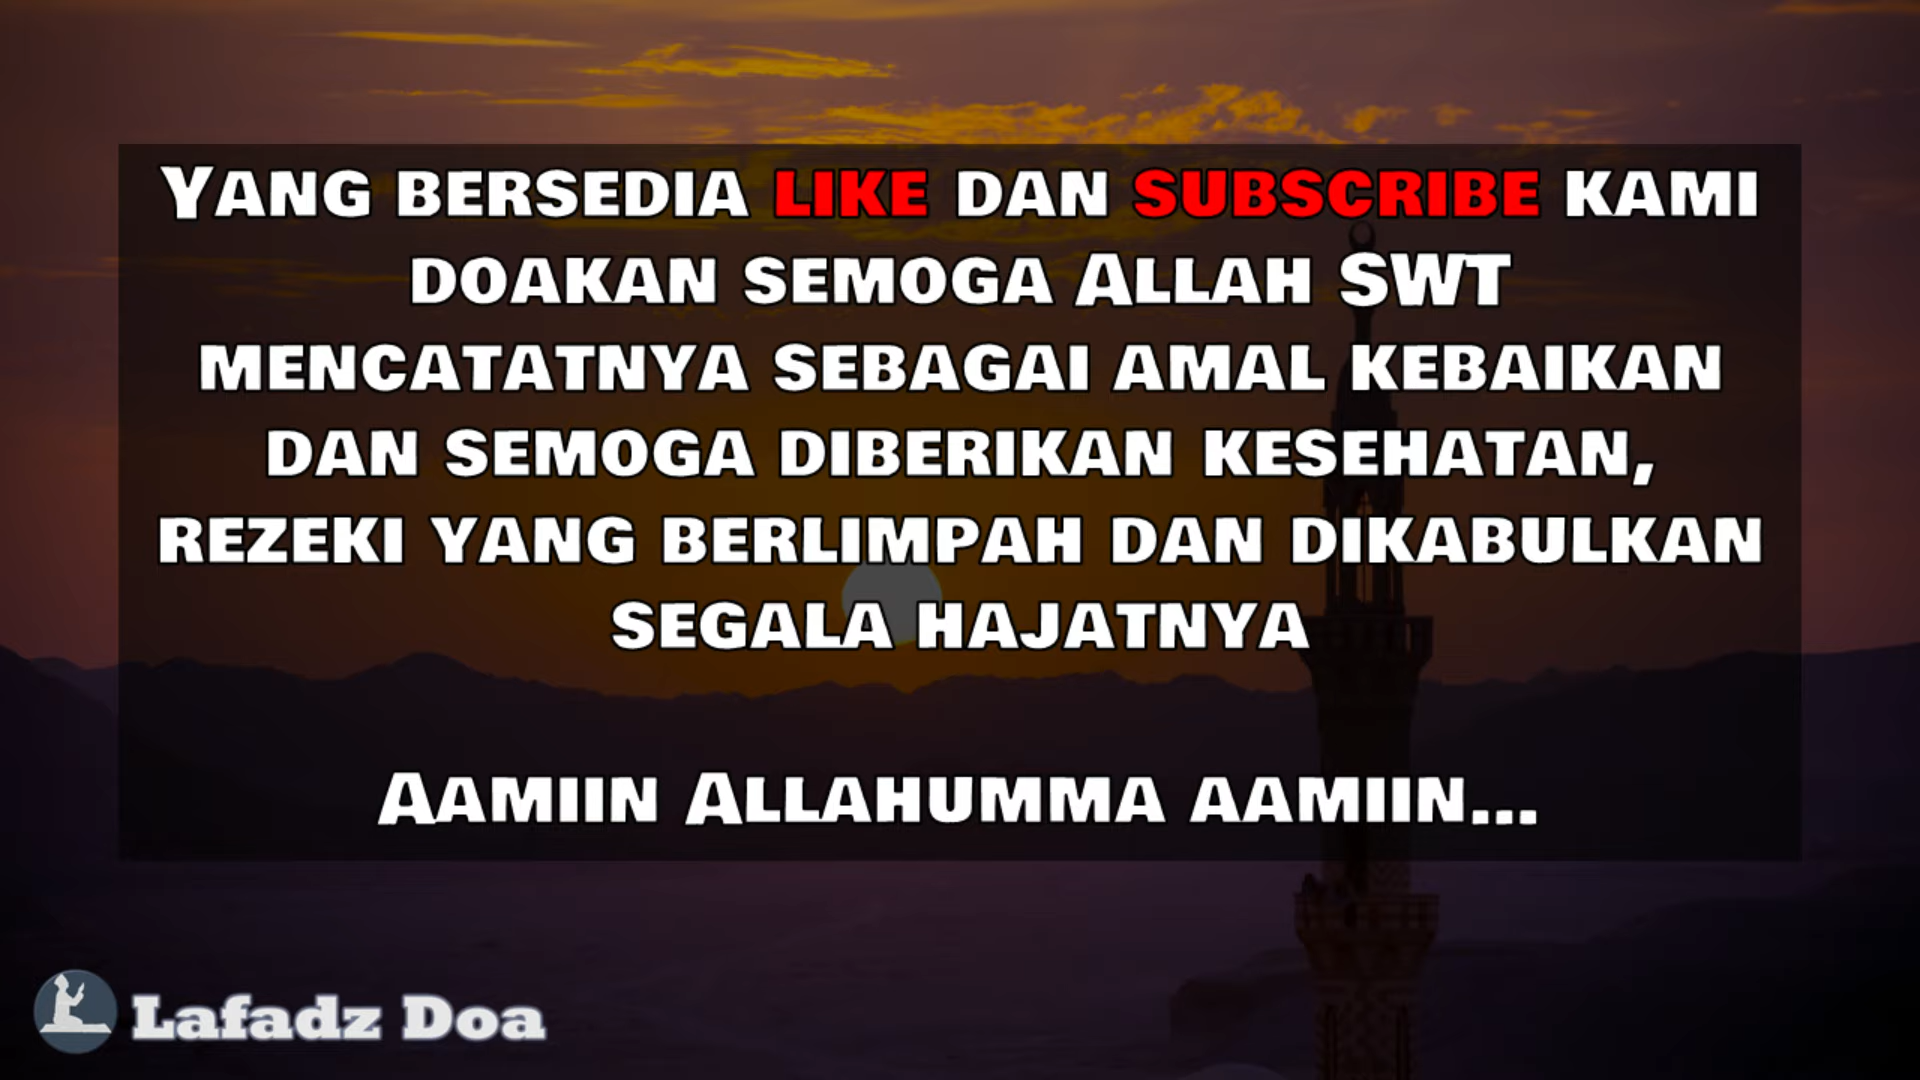 Yang bersedia like dan subscribe kami
doakan semoga Allah SWT
mencatatnya sebagai amal kebaikan
dan semoga diberikan kesehatan,
rezeki yang berlimpah dan dikabulkan
segala hajatnya
Aamiin Allahumma aamiin...
Lafadz Doa